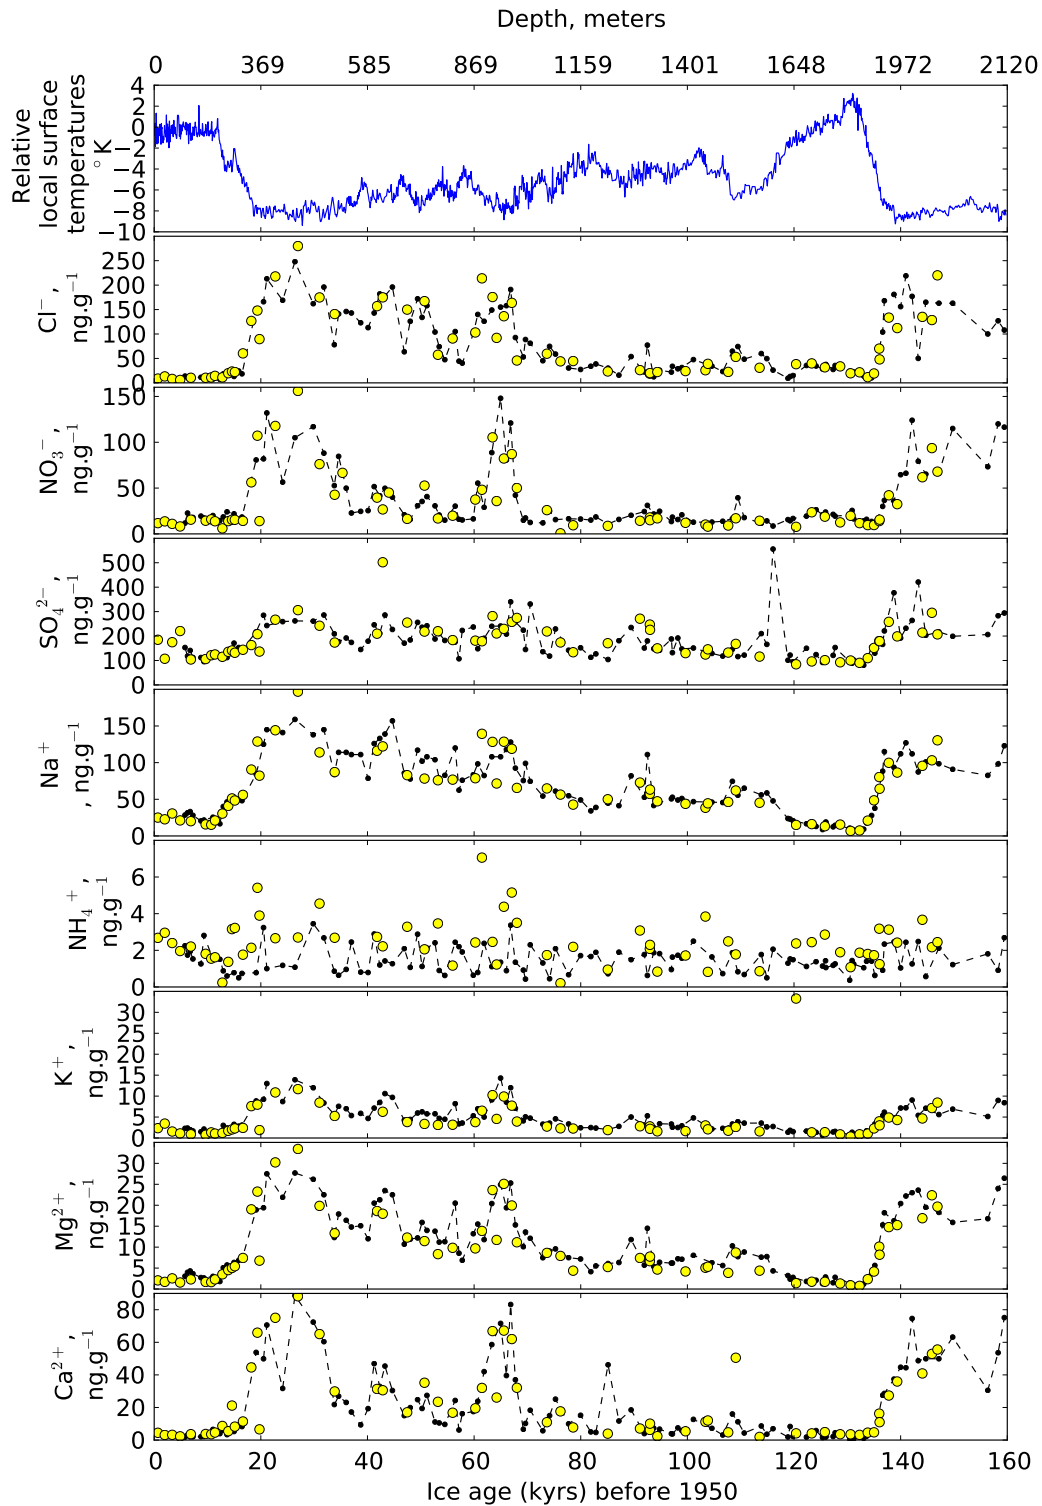 Depth, meters
0 369 585 869 1159 1401 1648 1972 2120
Relative
local surface
temperatures
°K
4
2
0
−2
−4
−6
−8
−10
Cl⁻,
ng.g⁻¹
250
200
150
100
50
0
NO₃⁻,
ng.g⁻¹
150
100
50
0
SO₄²⁻,
ng.g⁻¹
500
400
300
200
100
0
Na⁺
, ng.g⁻¹
150
100
50
0
NH₄⁺,
ng.g⁻¹
6
4
2
0
K⁺,
ng.g⁻¹
30
25
20
15
10
5
0
Mg²⁺,
ng.g⁻¹
30
25
20
15
10
5
0
Ca²⁺,
ng.g⁻¹
80
60
40
20
0
0 20 40 60 80 100 120 140 160
Ice age (kyrs) before 1950